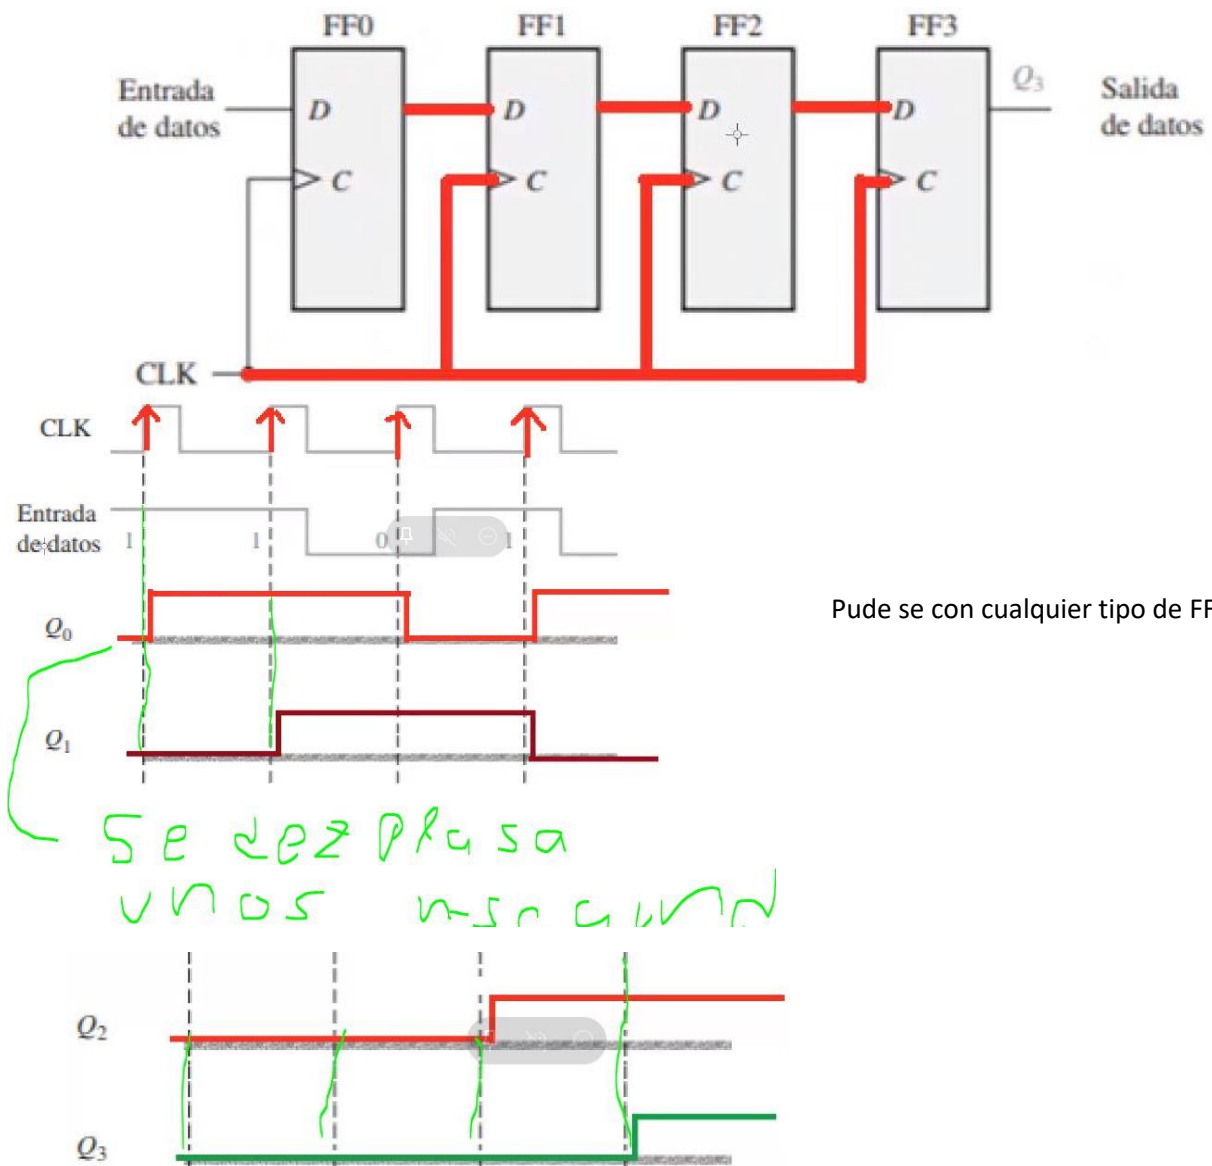 FF0 FF1 FF2 FF3
Entrada
de datos
D D D D
Q3
Salida
de datos
C C C C
CLK
CLK
Entrada
de datos
1 1 0 1
Q0
Pude se con cualquier tipo de FF
Q1
Se dezplasa
unos
Q2
Q3